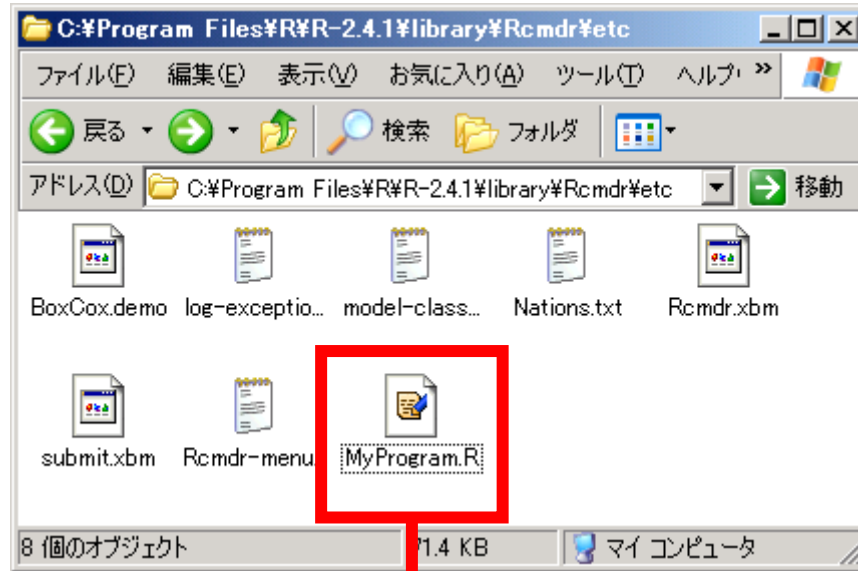 C:¥Program Files¥R¥R-2.4.1¥library¥Rcmdr¥etc
ファイル(F) 編集(E) 表示(V) お気に入り(A) ツール(T) ヘルプ »
戻る 検索 フォルダ
アドレス(D) C:¥Program Files¥R¥R-2.4.1¥library¥Rcmdr¥etc 移動
BoxCox.demo log-exceptio... model-class... Nations.txt Rcmdr.xbm
submit.xbm Rcmdr-menu. MyProgram.R
8 個のオブジェクト 71.4 KB マイ コンピュータ